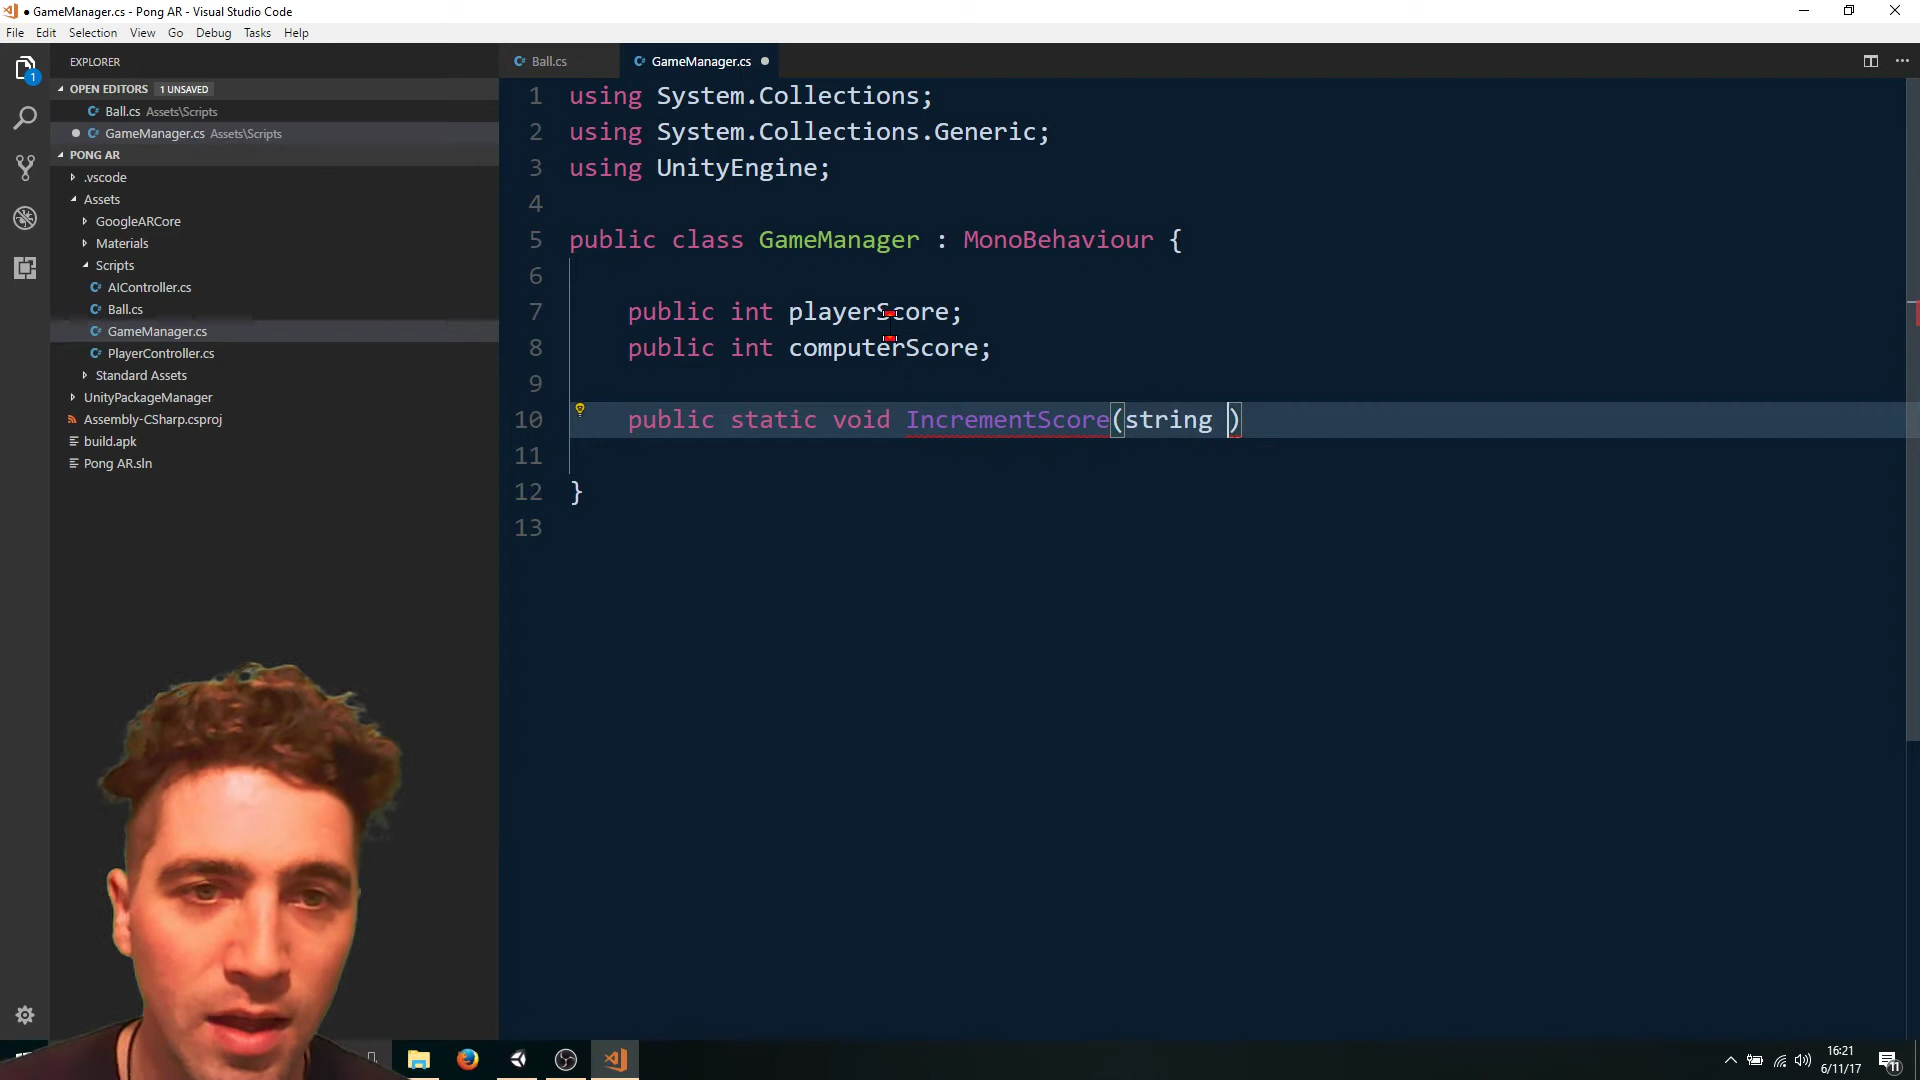 GameManager.cs - Pong AR - Visual Studio Code
File Edit Selection View Go Debug Tasks Help
EXPLORER
OPEN EDITORS 1 UNSAVED
Ball.cs Assets\Scripts
GameManager.cs Assets\Scripts
PONG AR
.vscode
Assets
GoogleARCore
Materials
Scripts
AIController.cs
Ball.cs
GameManager.cs
PlayerController.cs
Standard Assets
UnityPackageManager
Assembly-CSharp.csproj
build.apk
Pong AR.sln
1
Ball.cs
GameManager.cs
1 using System.Collections;
2 using System.Collections.Generic;
3 using UnityEngine;
4
5 public class GameManager : MonoBehaviour {
6
7 public int playerScore;
8 public int computerScore;
9
10 public static void IncrementScore(string )
11
12 }
13
16:21
6/11/17
11